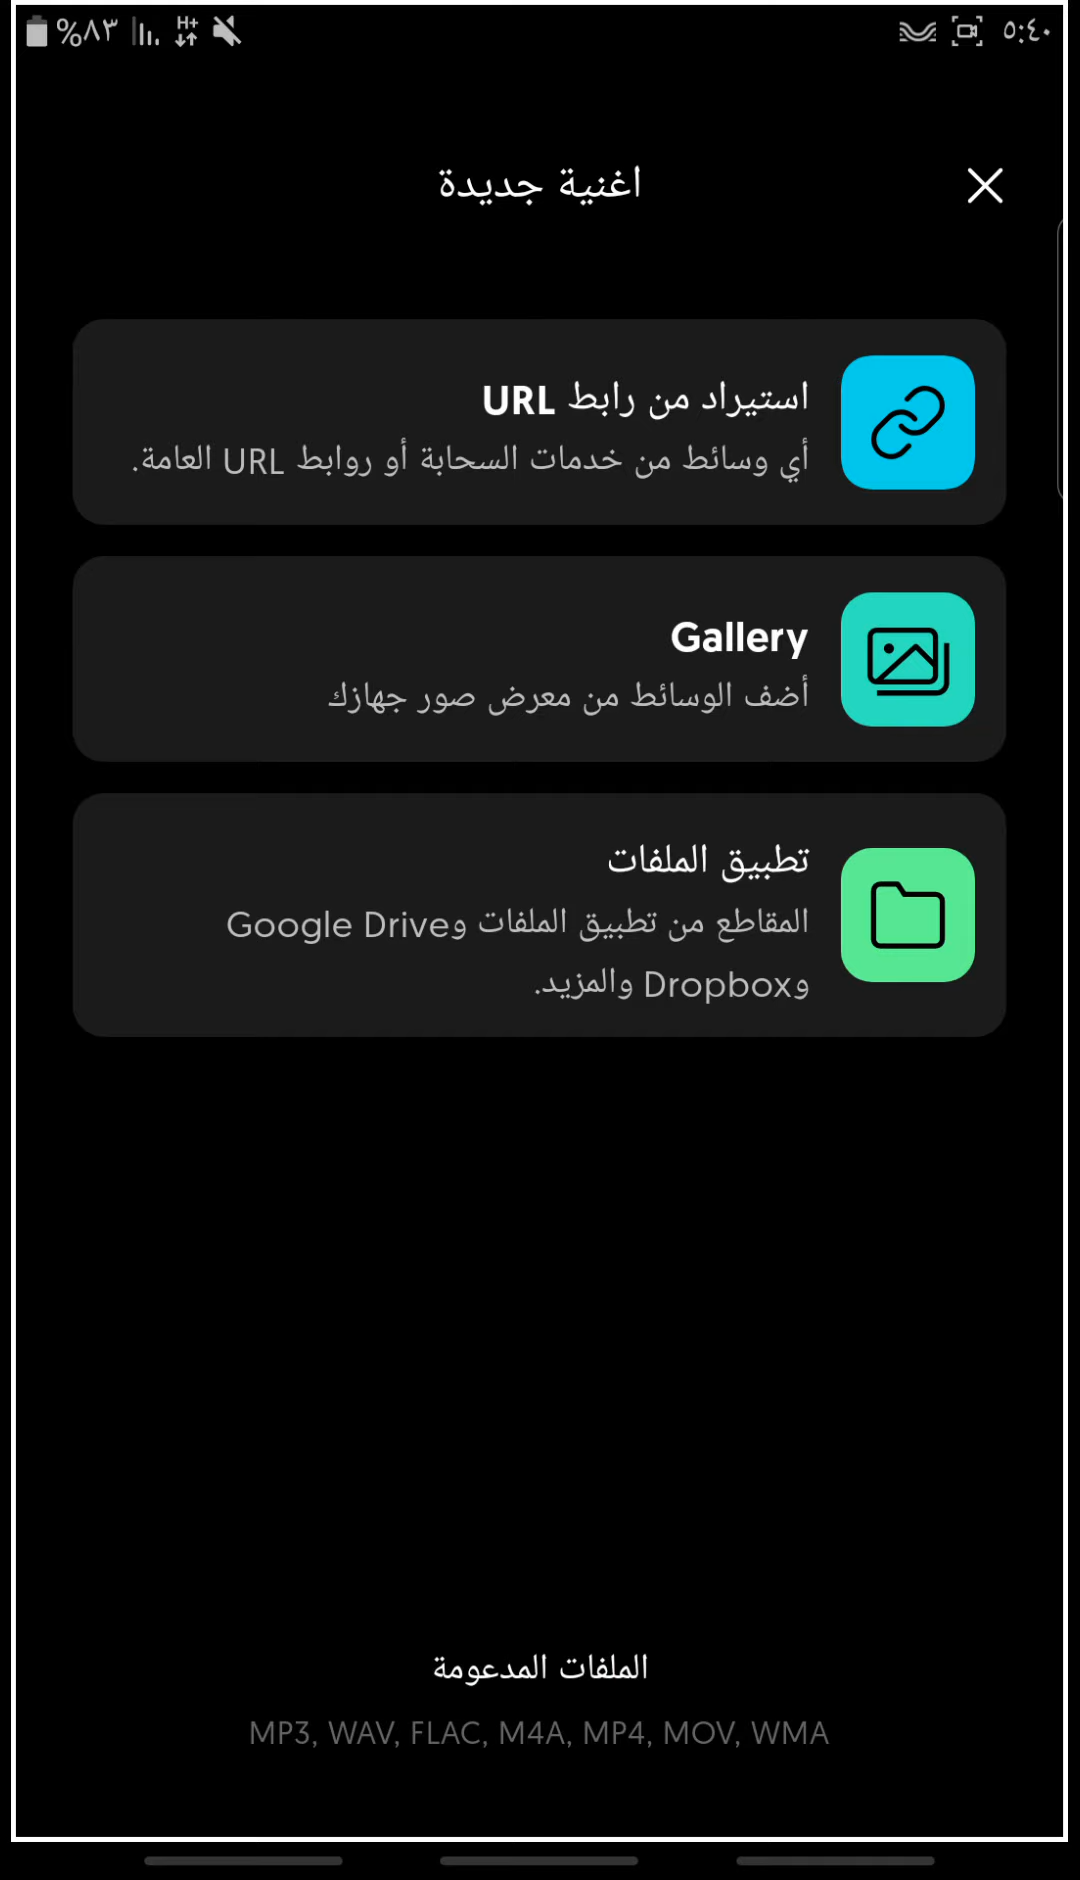 %٨٣ H+ ٥:٤٠
اغنية جديدة
استيراد من رابط URL
أي وسائط من خدمات السحابة أو روابط URL العامة.
Gallery
أضف الوسائط من معرض صور جهازك
تطبيق الملفات
المقاطع من تطبيق الملفات وGoogle Drive
وDropbox والمزيد.
الملفات المدعومة
MP3, WAV, FLAC, M4A, MP4, MOV, WMA